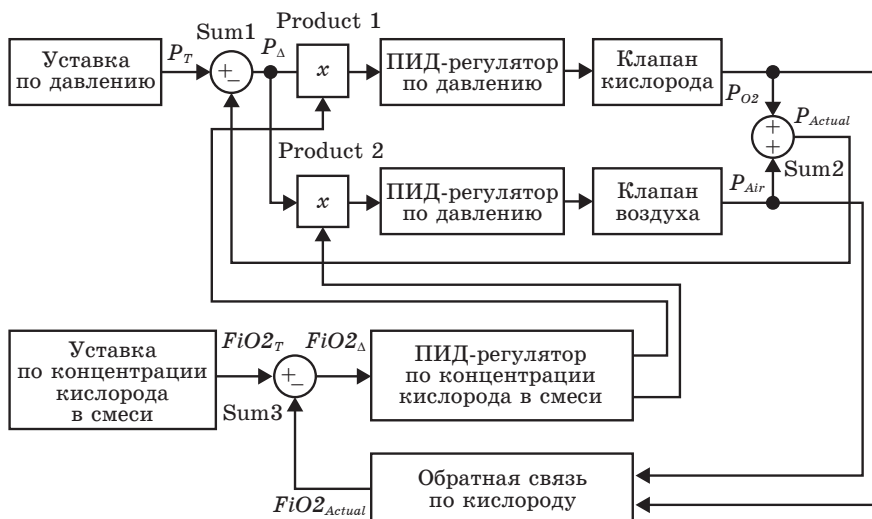 Product 1
Sum1
Уставка
по давлению
P_T
+
–
P_Δ
x
ПИД-регулятор
по давлению
Клапан
кислорода
P_O2
P_Actual
+
+
Sum2
Product 2
x
ПИД-регулятор
по давлению
Клапан
воздуха
P_Air
Уставка
по концентрации
кислорода
в смеси
FiO2_T
+
–
Sum3
FiO2_Δ
ПИД-регулятор
по концентрации
кислорода в смеси
FiO2_Actual
Обратная связь
по кислороду